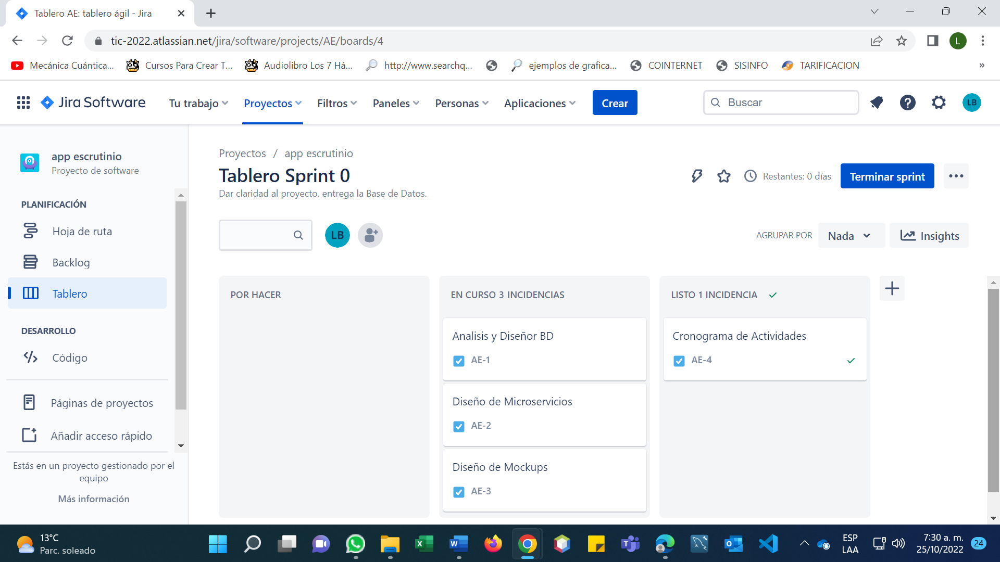 Tablero AE: tablero ágil - Jira
tic-2022.atlassian.net/jira/software/projects/AE/boards/4
L
Mecánica Cuántica...
Cursos Para Crear T...
Audiolibro Los 7 Há...
http://www.searchq...
ejemplos de grafica...
COINTERNET
SISINFO
TARIFICACION
»
Jira Software
Tu trabajo
Proyectos
Filtros
Paneles
Personas
Aplicaciones
Crear
Buscar
LB
app escrutinio
Proyecto de software
PLANIFICACIÓN
Hoja de ruta
Backlog
Tablero
DESARROLLO
Código
Páginas de proyectos
Añadir acceso rápido
Estás en un proyecto gestionado por el
equipo
Más información
Proyectos / app escrutinio
Tablero Sprint 0
Dar claridad al proyecto, entrega la Base de Datos.
Restantes: 0 días
Terminar sprint
LB
AGRUPAR POR
Nada
Insights
POR HACER
EN CURSO 3 INCIDENCIAS
Analisis y Diseñor BD
AE-1
Diseño de Microservicios
AE-2
Diseño de Mockups
AE-3
LISTO 1 INCIDENCIA
Cronograma de Actividades
AE-4
13°C
Parc. soleado
ESP
LAA
7:30 a. m.
25/10/2022
24